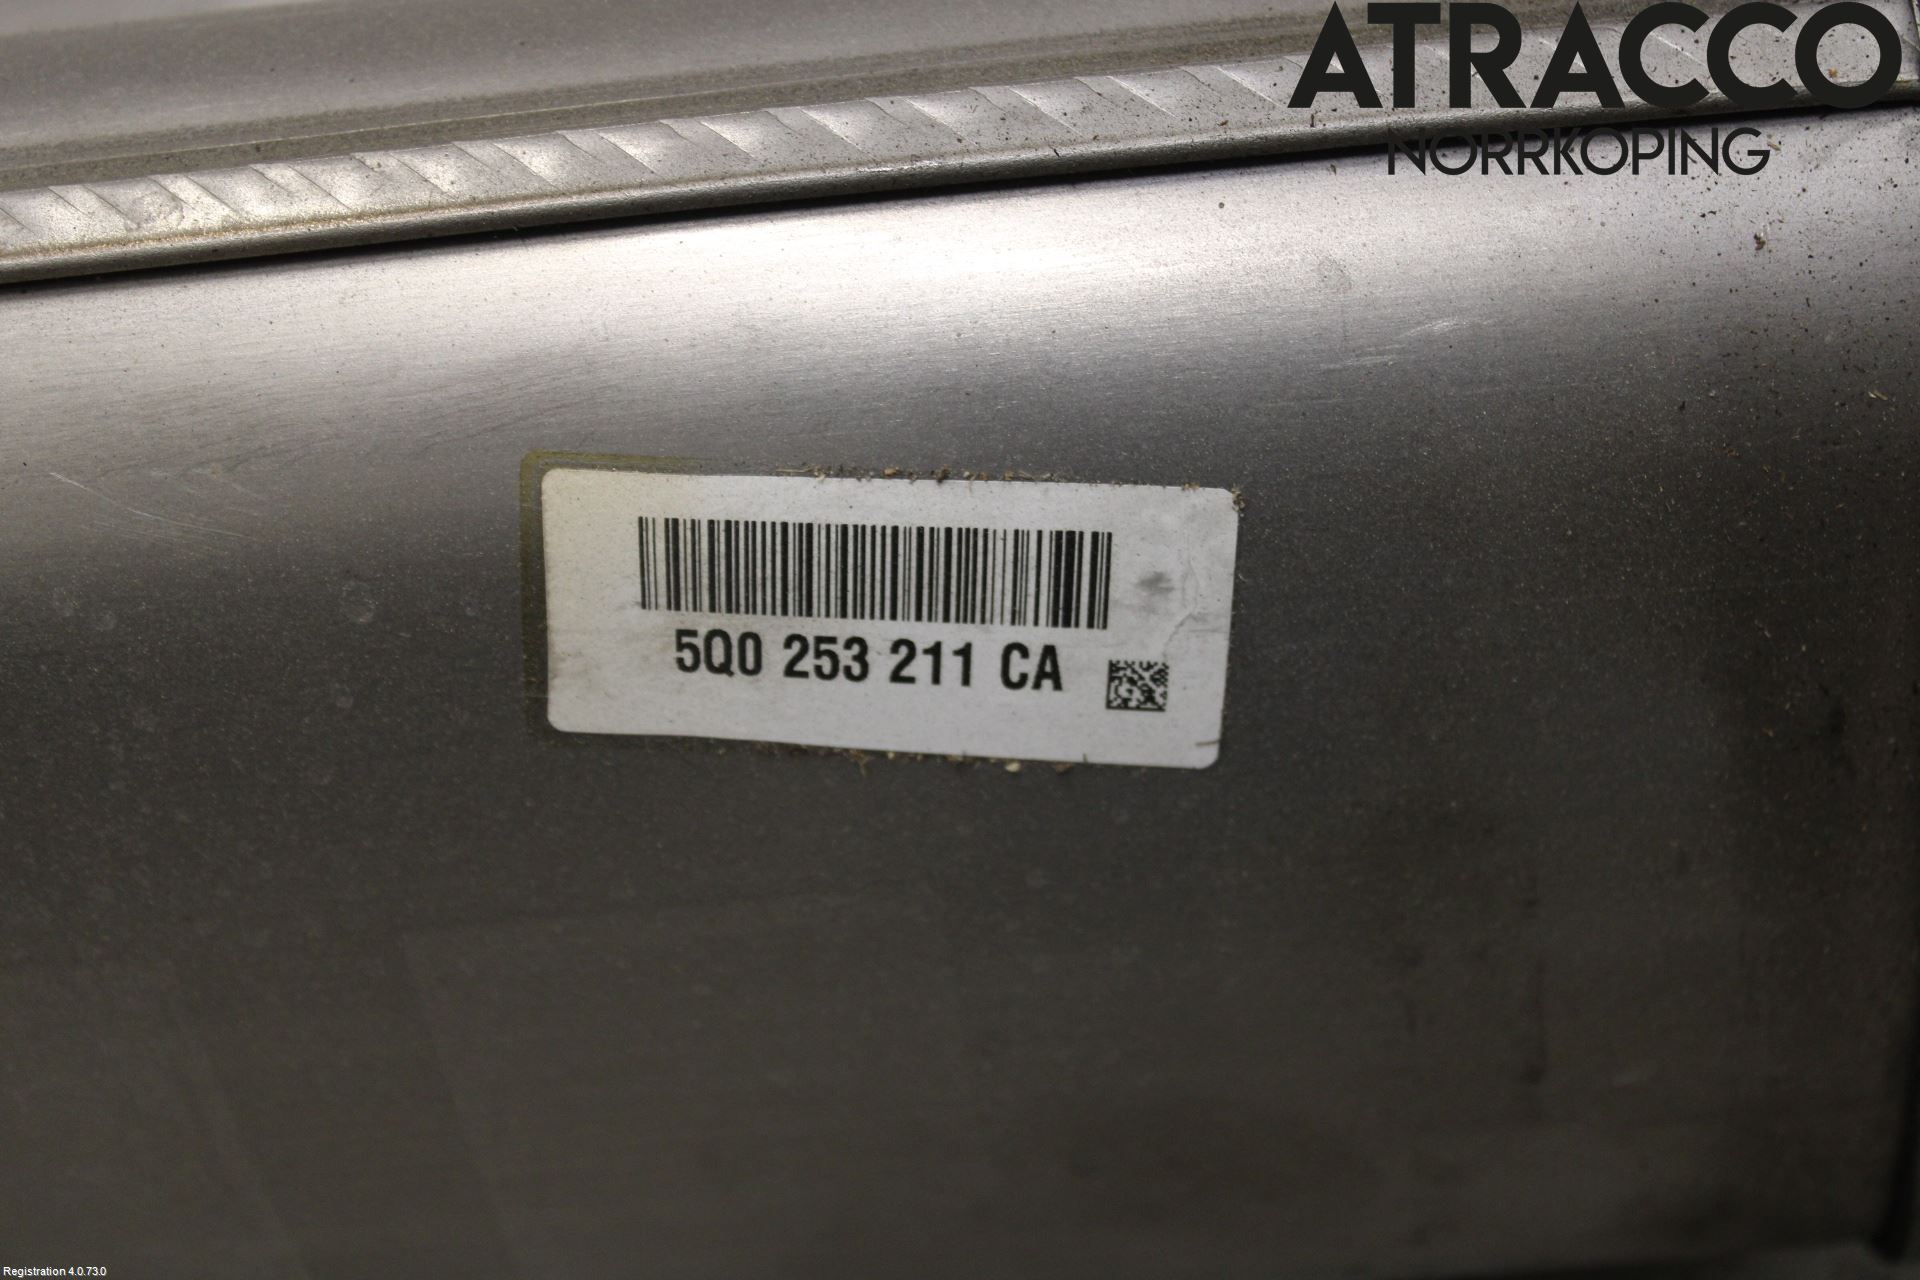 ATRACCO
NORRKOPING
5Q0 253 211 CA
Registration 4.0.73.0